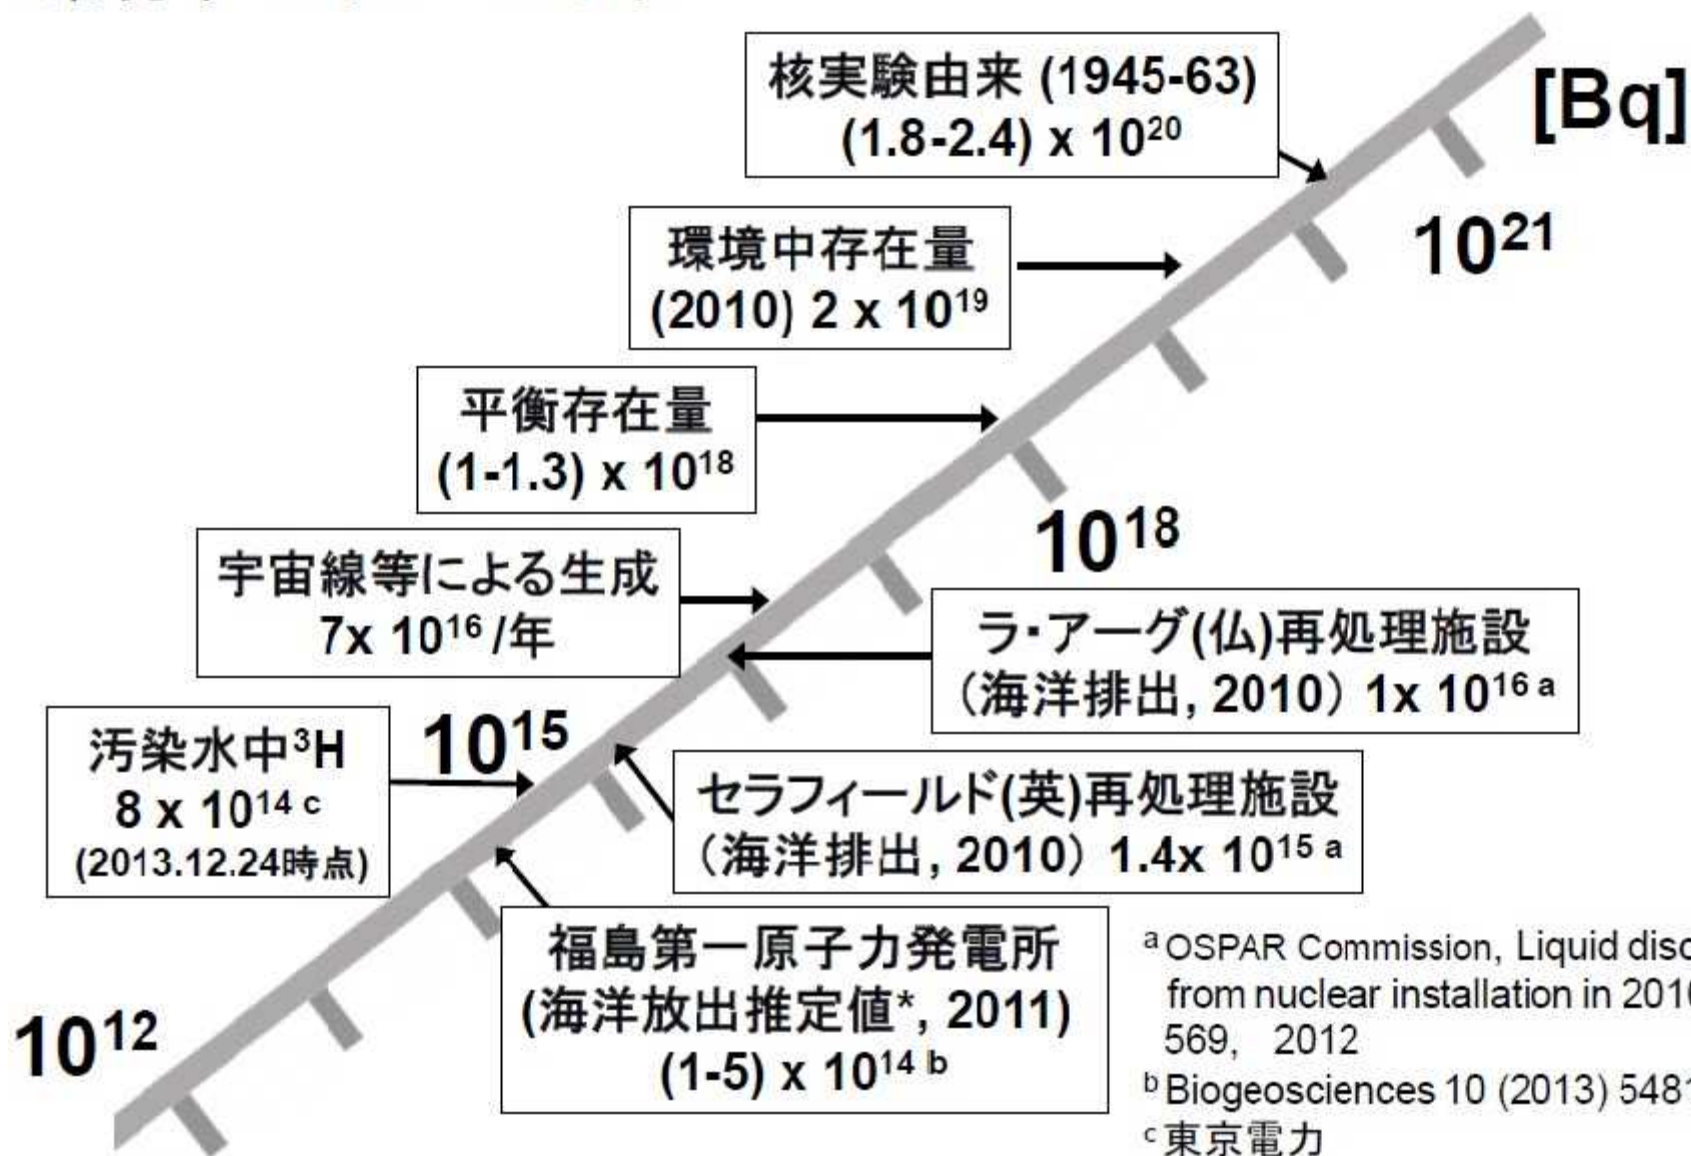 核実験由来 (1945-63)
(1.8-2.4) x 10²⁰
[Bq]
環境中存在量
(2010) 2 x 10¹⁹
10²¹
平衡存在量
(1-1.3) x 10¹⁸
10¹⁸
宇宙線等による生成
7x 10¹⁶ /年
ラ・アーグ(仏)再処理施設
（海洋排出, 2010）1x 10¹⁶ ᵃ
汚染水中³H
8 x 10¹⁴ ᶜ
(2013.12.24時点)
10¹⁵
セラフィールド(英)再処理施設
（海洋排出, 2010）1.4x 10¹⁵ ᵃ
福島第一原子力発電所
(海洋放出推定値*, 2011)
(1-5) x 10¹⁴ ᵇ
10¹²
ᵃ OSPAR Commission, Liquid
from nuclear installation in
569, 2012
ᵇ Biogeosciences 10 (2013)
ᶜ 東京電力